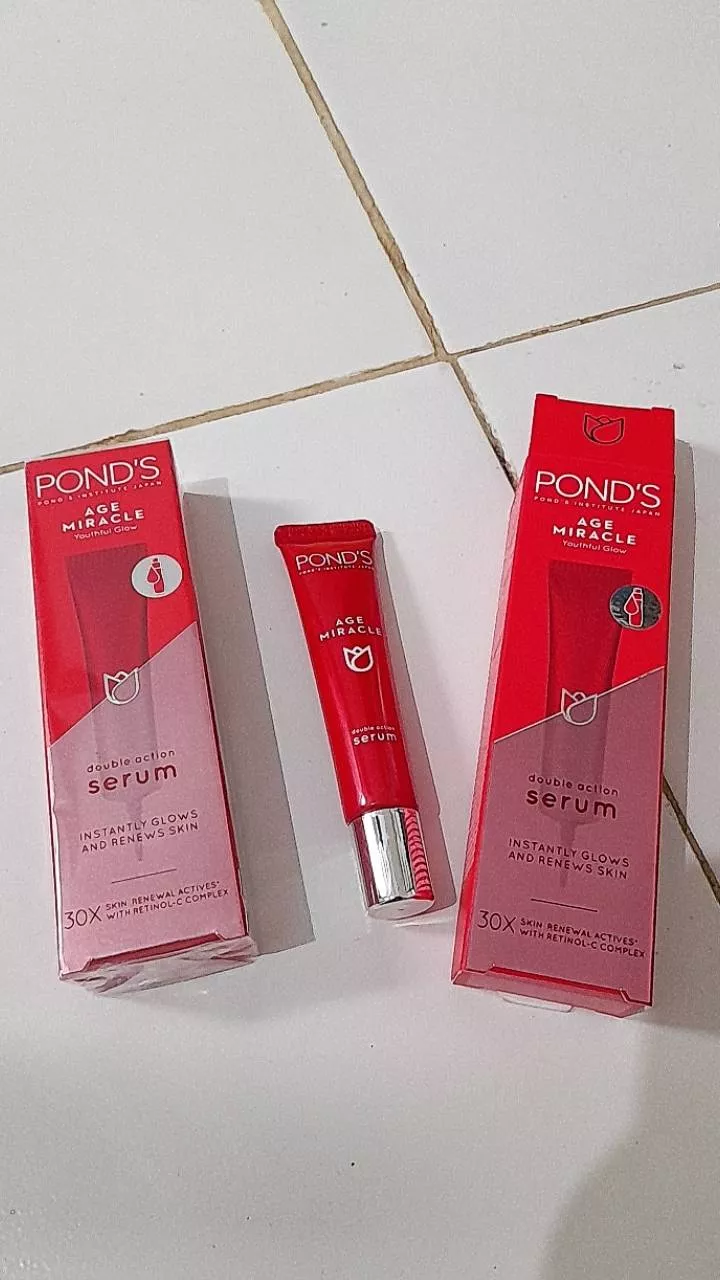 POND'S
POND'S INSTITUTE JAPAN
AGE
MIRACLE
Youthful Glow
double action
serum
INSTANTLY GLOWS
AND RENEWS SKIN
30X SKIN RENEWAL ACTIVES*
WITH RETINOL-C COMPLEX
POND'S
POND'S INSTITUTE JAPAN
AGE
MIRACLE
double action
serum
POND'S
POND'S INSTITUTE JAPAN
AGE
MIRACLE
Youthful Glow
double action
serum
INSTANTLY GLOWS
AND RENEWS SKIN
30X SKIN RENEWAL ACTIVES*
WITH RETINOL-C COMPLEX